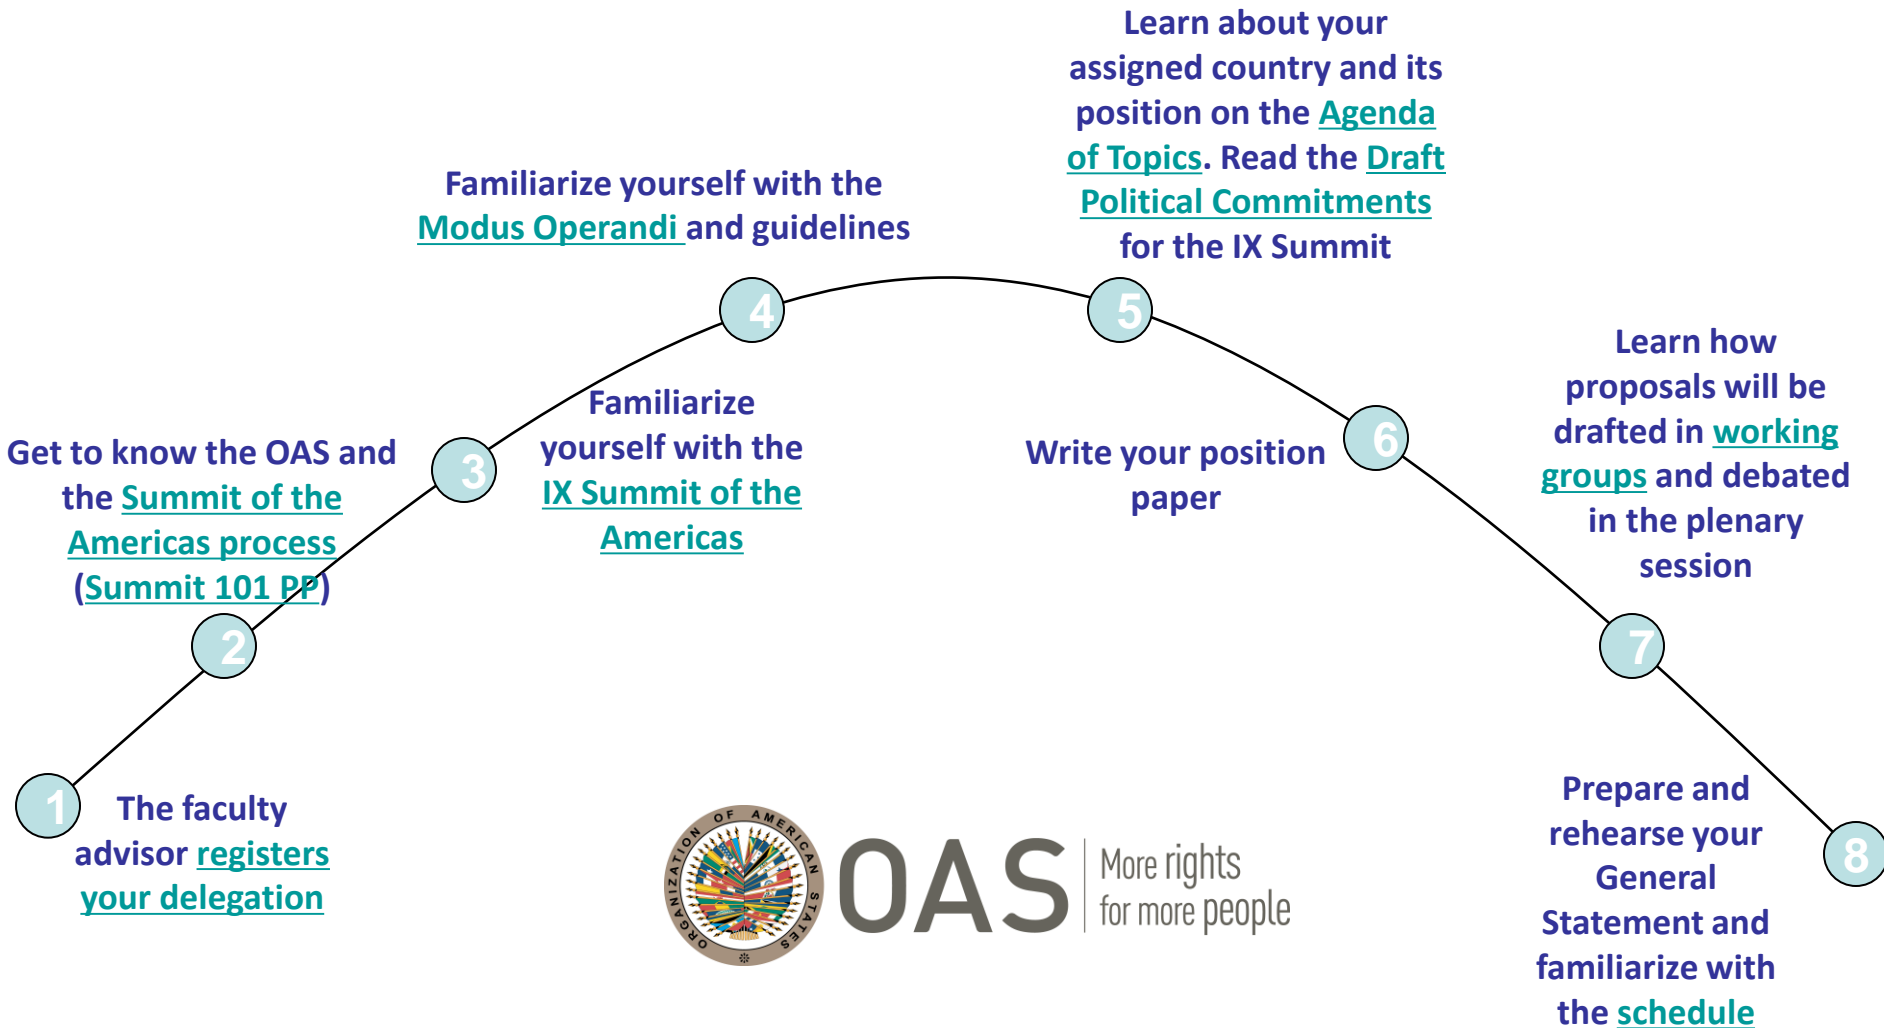 1
The faculty
advisor registers
your delegation
2
Get to know the OAS and
the Summit of the
Americas process
(Summit 101 PP)
3
Familiarize
yourself with the
IX Summit of the
Americas
4
Familiarize yourself with the
Modus Operandi and guidelines
5
Learn about your
assigned country and its
position on the Agenda
of Topics. Read the Draft
Political Commitments
for the IX Summit
6
Write your position
paper
7
Learn how
proposals will be
drafted in working
groups and debated
in the plenary
session
8
Prepare and
rehearse your
General
Statement and
familiarize with
the schedule
ORGANIZATION OF AMERICAN STATES
OAS
More rights
for more people